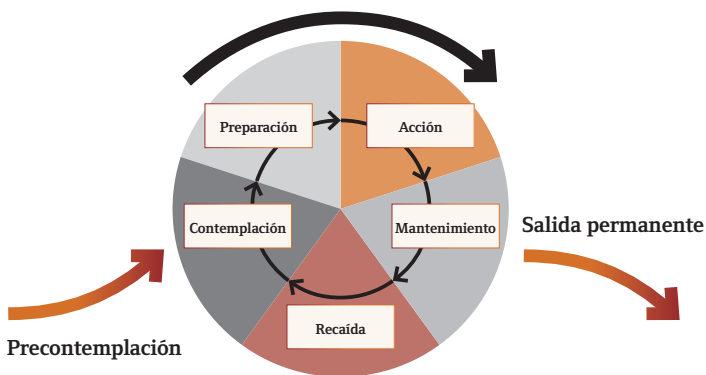 Preparación
Acción
Contemplación
Mantenimiento
Salida permanente
Recaída
Precontemplación